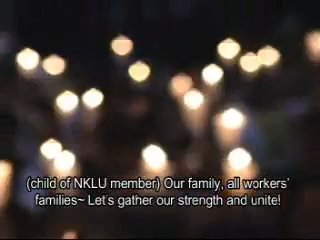 (child of NKLU member) Our family, all workers'
families~ Let's gather our strength and unite!